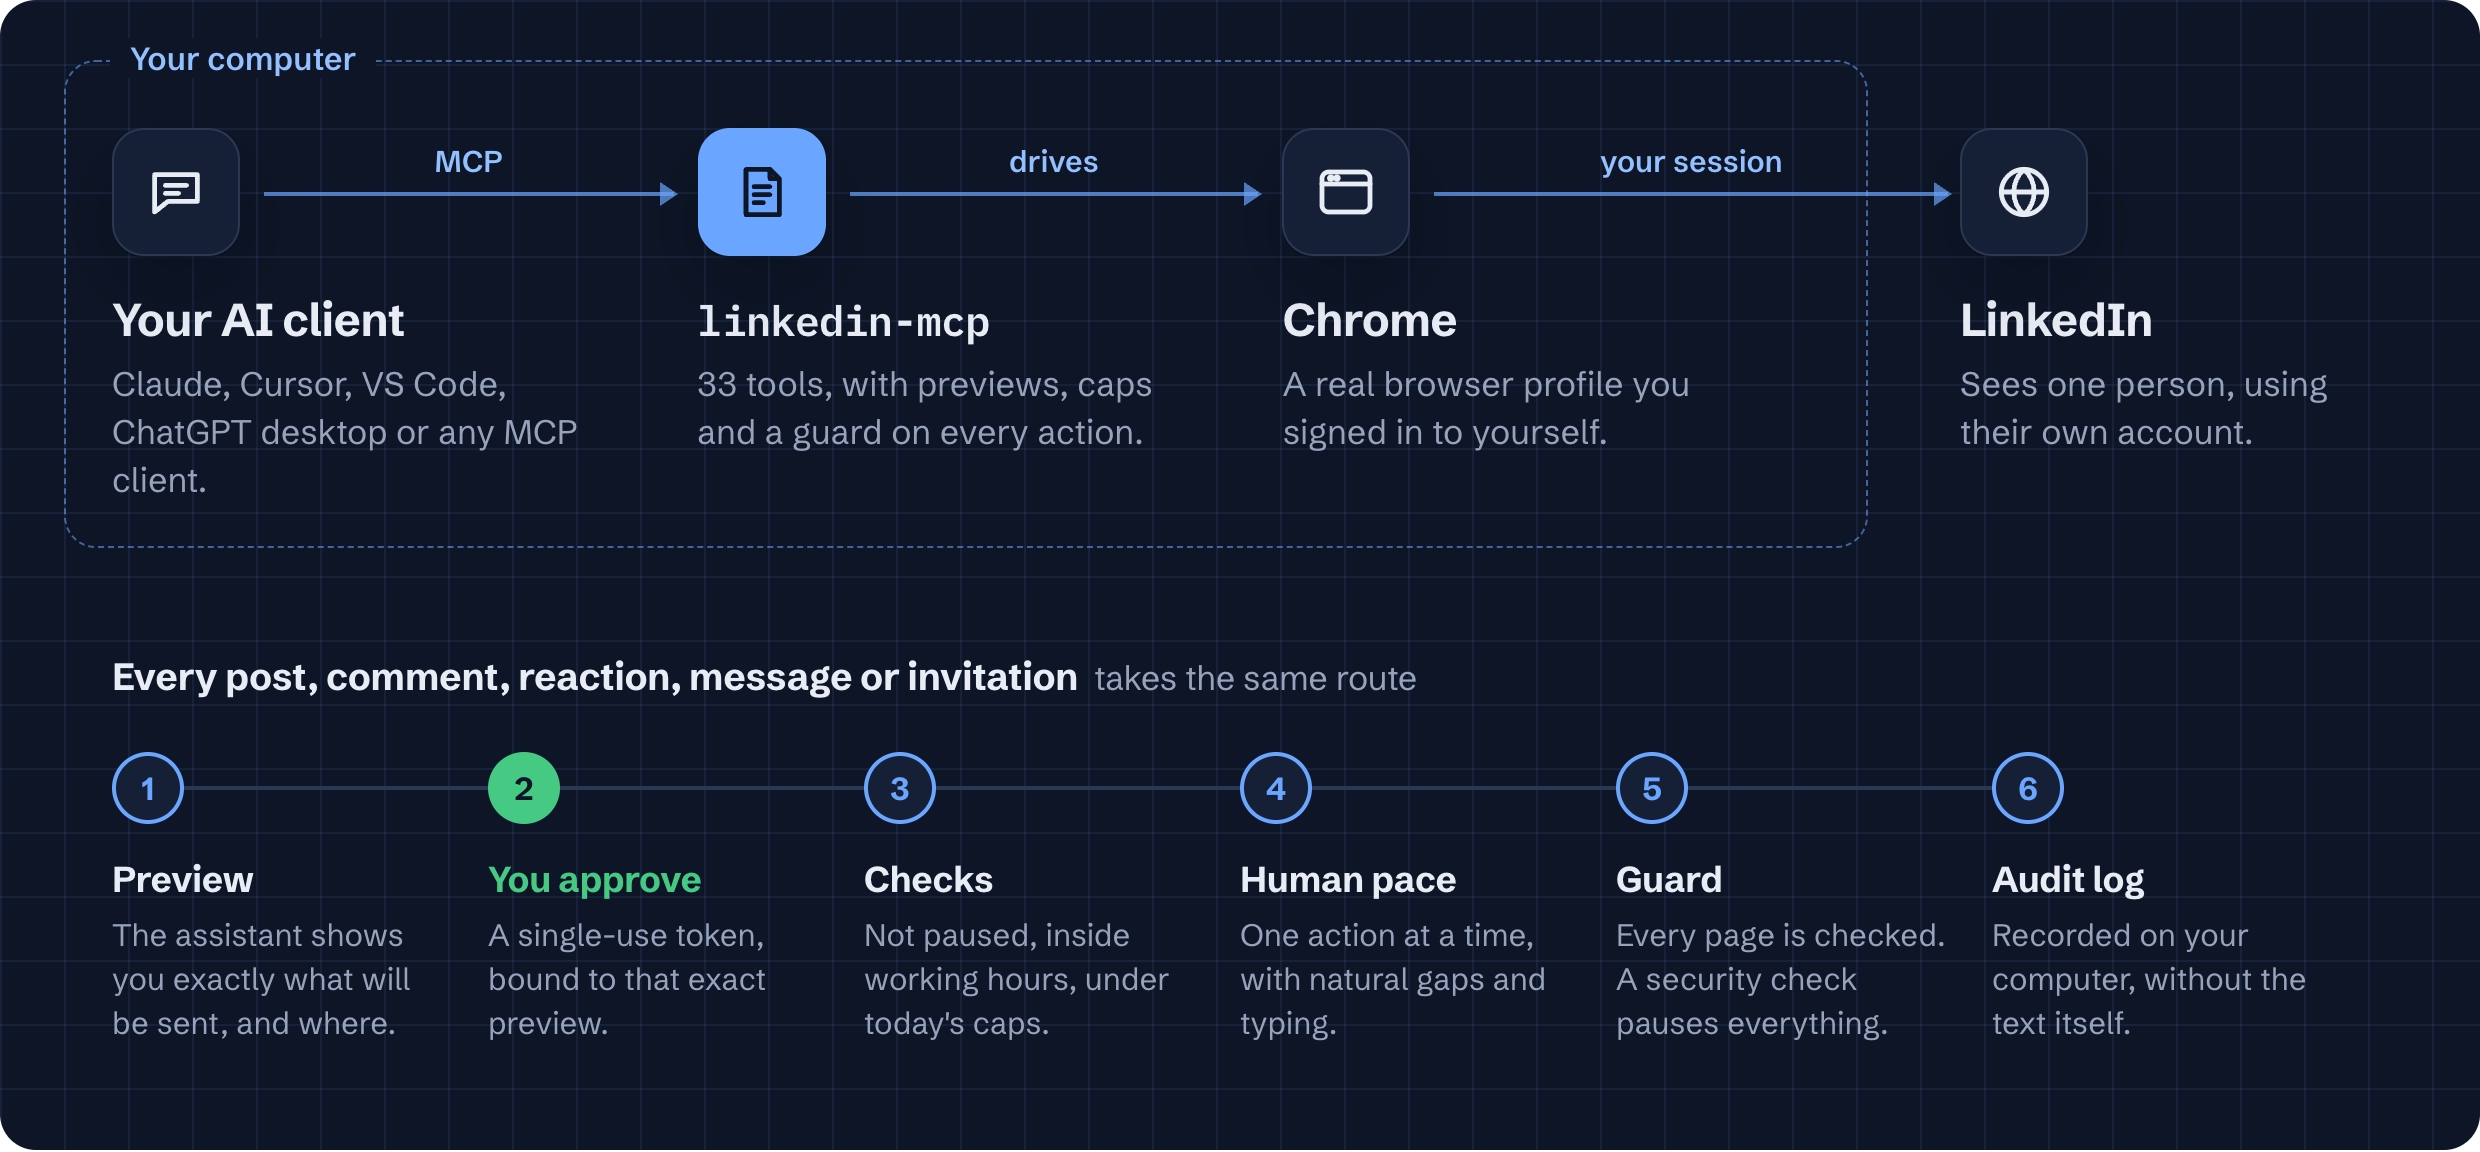 Your computer
MCP
drives
your session
Your AI client
Claude, Cursor, VS Code,
ChatGPT desktop or any MCP
client.
linkedin-mcp
33 tools, with previews, caps
and a guard on every action.
Chrome
A real browser profile you
signed in to yourself.
LinkedIn
Sees one person, using
their own account.
Every post, comment, reaction, message or invitation takes the same route
1
Preview
The assistant shows
you exactly what will
be sent, and where.
2
You approve
A single-use token,
bound to that exact
preview.
3
Checks
Not paused, inside
working hours, under
today's caps.
4
Human pace
One action at a time,
with natural gaps and
typing.
5
Guard
Every page is checked.
A security check
pauses everything.
6
Audit log
Recorded on your
computer, without the
text itself.